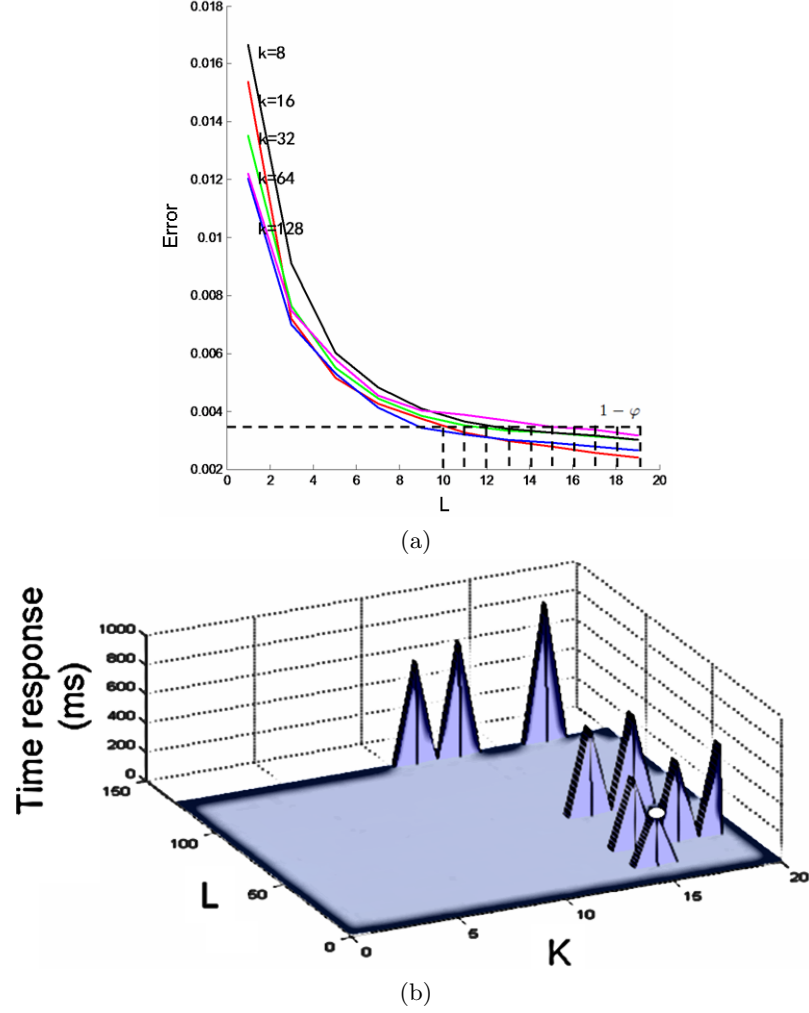 0.018
0.016
0.014
0.012
0.01
0.008
0.006
0.004
0.002
Error
k=8
k=16
k=32
k=64
k=128
1 − φ
0 2 4 6 8 10 12 14 16 18 20
L
(a)
Time response
(ms)
1000
800
600
400
200
0
150
100
50
0
L
0
5
10
15
20
K
(b)